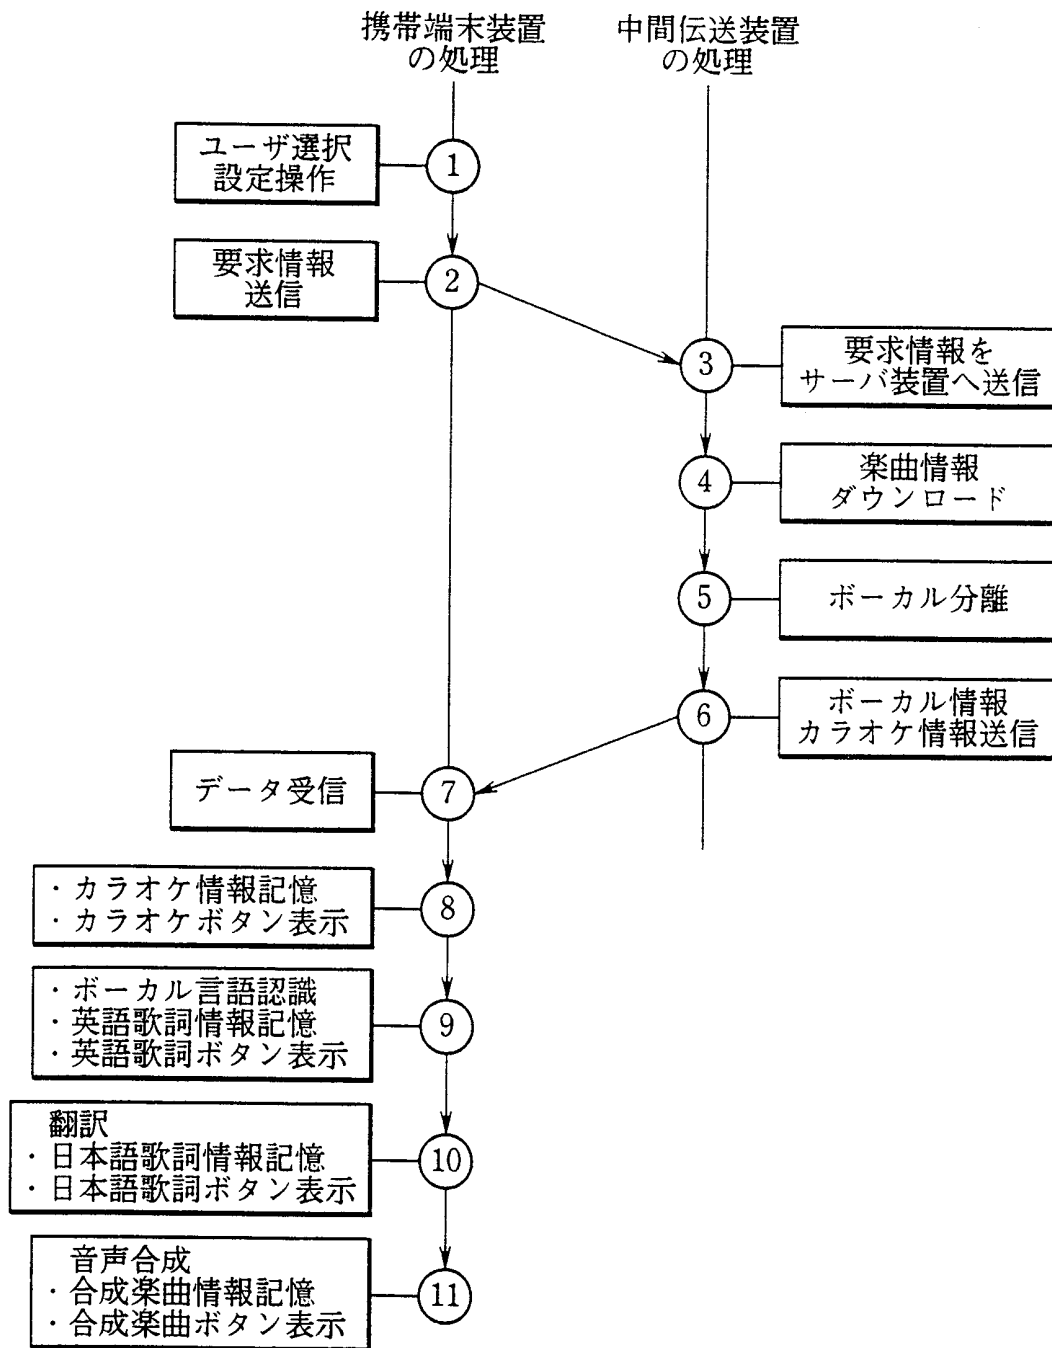 携帯端末装置
の処理
中間伝送装置
の処理
ユーザ選択
設定操作
1
要求情報
送信
2
3
要求情報を
サーバ装置へ送信
4
楽曲情報
ダウンロード
5
ボーカル分離
6
ボーカル情報
カラオケ情報送信
データ受信
7
・カラオケ情報記憶
・カラオケボタン表示
8
・ボーカル言語認識
・英語歌詞情報記憶
・英語歌詞ボタン表示
9
翻訳
・日本語歌詞情報記憶
・日本語歌詞ボタン表示
10
音声合成
・合成楽曲情報記憶
・合成楽曲ボタン表示
11